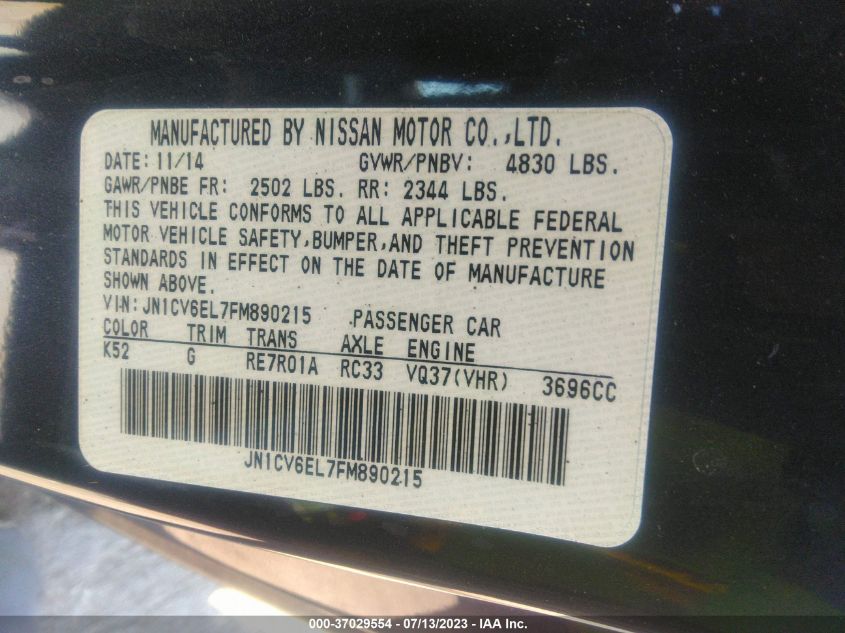 MANUFACTURED BY NISSAN MOTOR CO.,LTD.
DATE: 11/14 GVWR/PNBV: 4830 LBS.
GAWR/PNBE FR: 2502 LBS. RR: 2344 LBS.
THIS VEHICLE CONFORMS TO ALL APPLICABLE FEDERAL
MOTOR VEHICLE SAFETY,BUMPER,AND THEFT PREVENTION
STANDARDS IN EFFECT ON THE DATE OF MANUFACTURE
SHOWN ABOVE.
VIN: JN1CV6EL7FM890215 PASSENGER CAR
COLOR TRIM TRANS AXLE ENGINE
K52 G RE7R01A RC33 VQ37(VHR) 3696CC
JN1CV6EL7FM890215
000-37029554 - 07/13/2023 - IAA Inc.